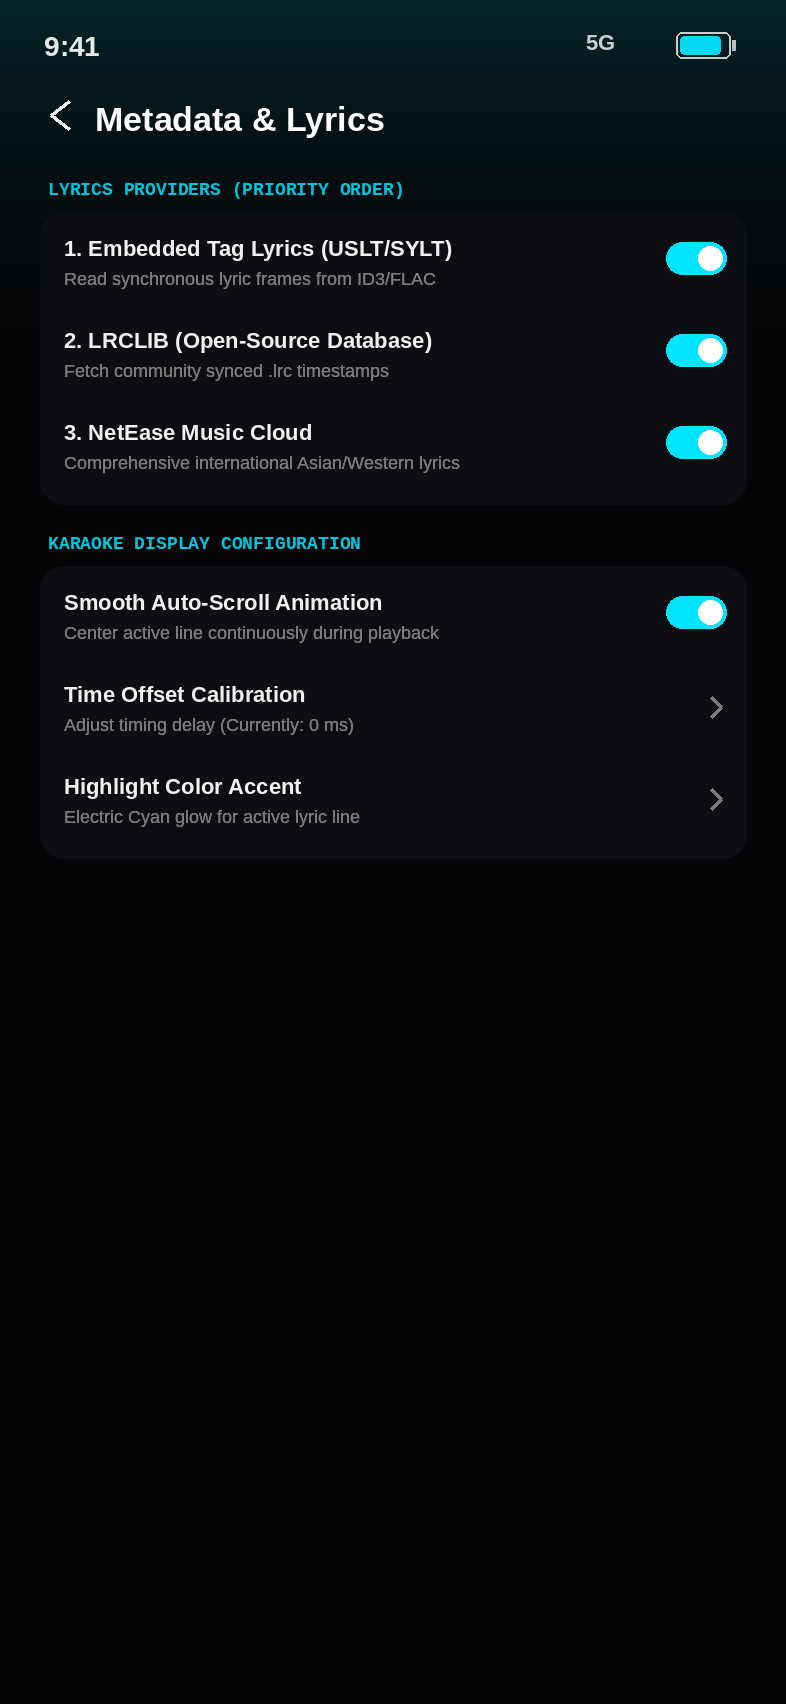 9:41
5G
Metadata & Lyrics
LYRICS PROVIDERS (PRIORITY ORDER)
1. Embedded Tag Lyrics (USLT/SYLT)
Read synchronous lyric frames from ID3/FLAC
2. LRCLIB (Open-Source Database)
Fetch community synced .lrc timestamps
3. NetEase Music Cloud
Comprehensive international Asian/Western lyrics
KARAOKE DISPLAY CONFIGURATION
Smooth Auto-Scroll Animation
Center active line continuously during playback
Time Offset Calibration
Adjust timing delay (Currently: 0 ms)
Highlight Color Accent
Electric Cyan glow for active lyric line